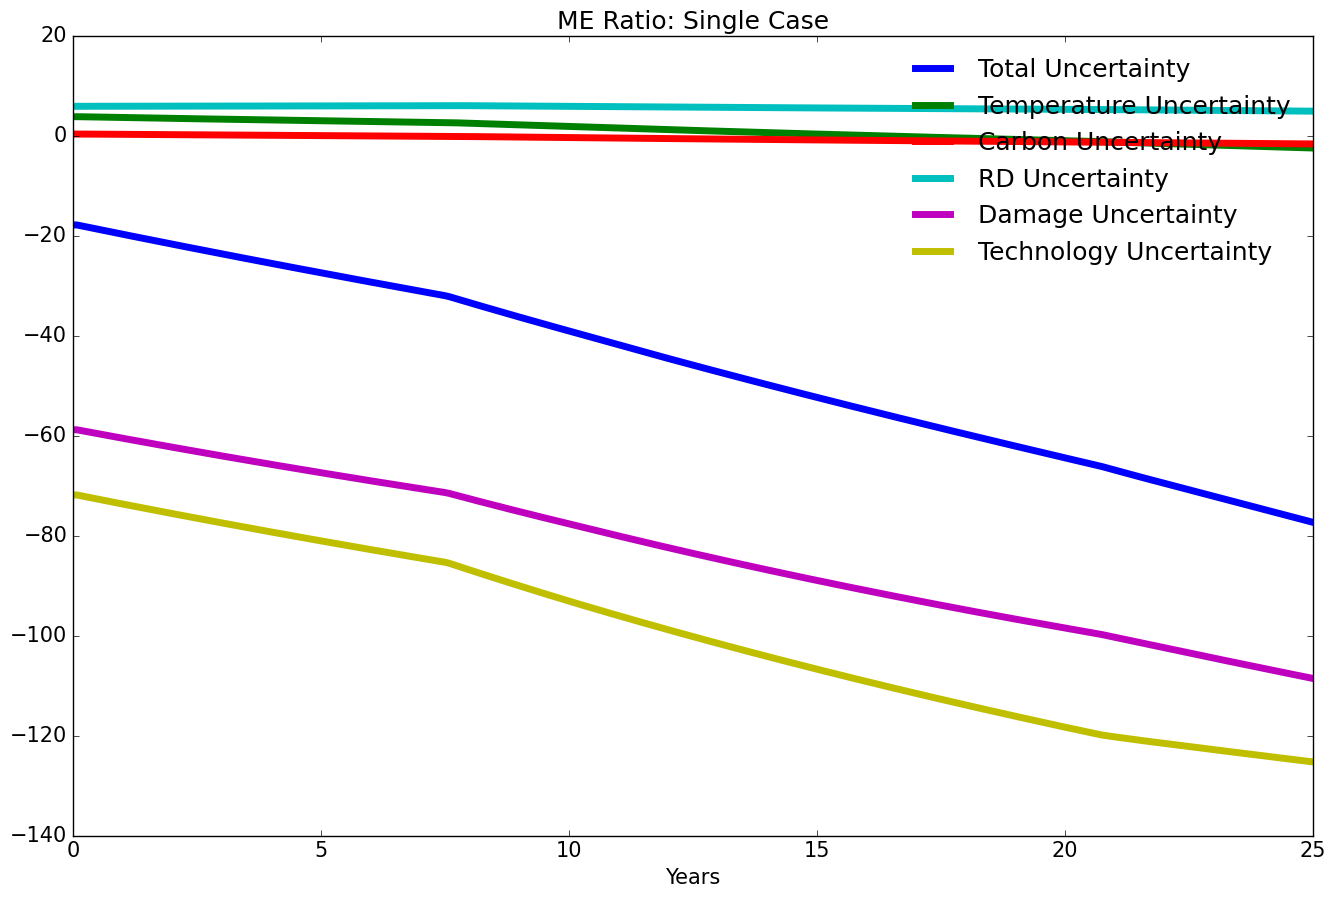 ME Ratio: Single Case
20
0
−20
−40
−60
−80
−100
−120
−140
Total Uncertainty
Temperature Uncertainty
Carbon Uncertainty
RD Uncertainty
Damage Uncertainty
Technology Uncertainty
0 5 10 15 20 25
Years